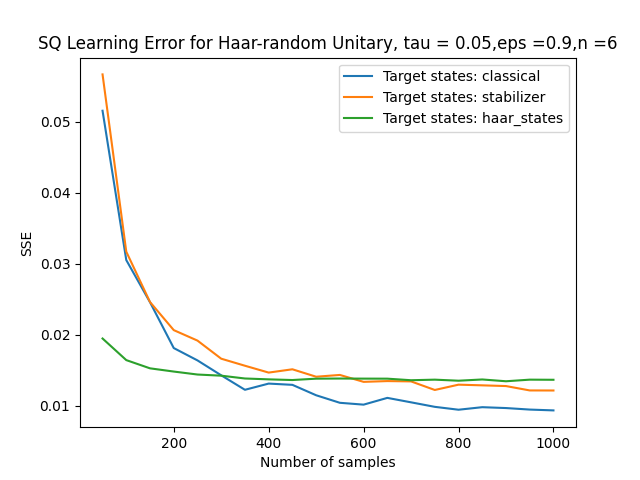 SQ Learning Error for Haar-random Unitary, tau = 0.05,eps =0.9,n =6
Target states: classical
Target states: stabilizer
Target states: haar_states
0.05
0.04
0.03
0.02
0.01
SSE
200
400
600
800
1000
Number of samples